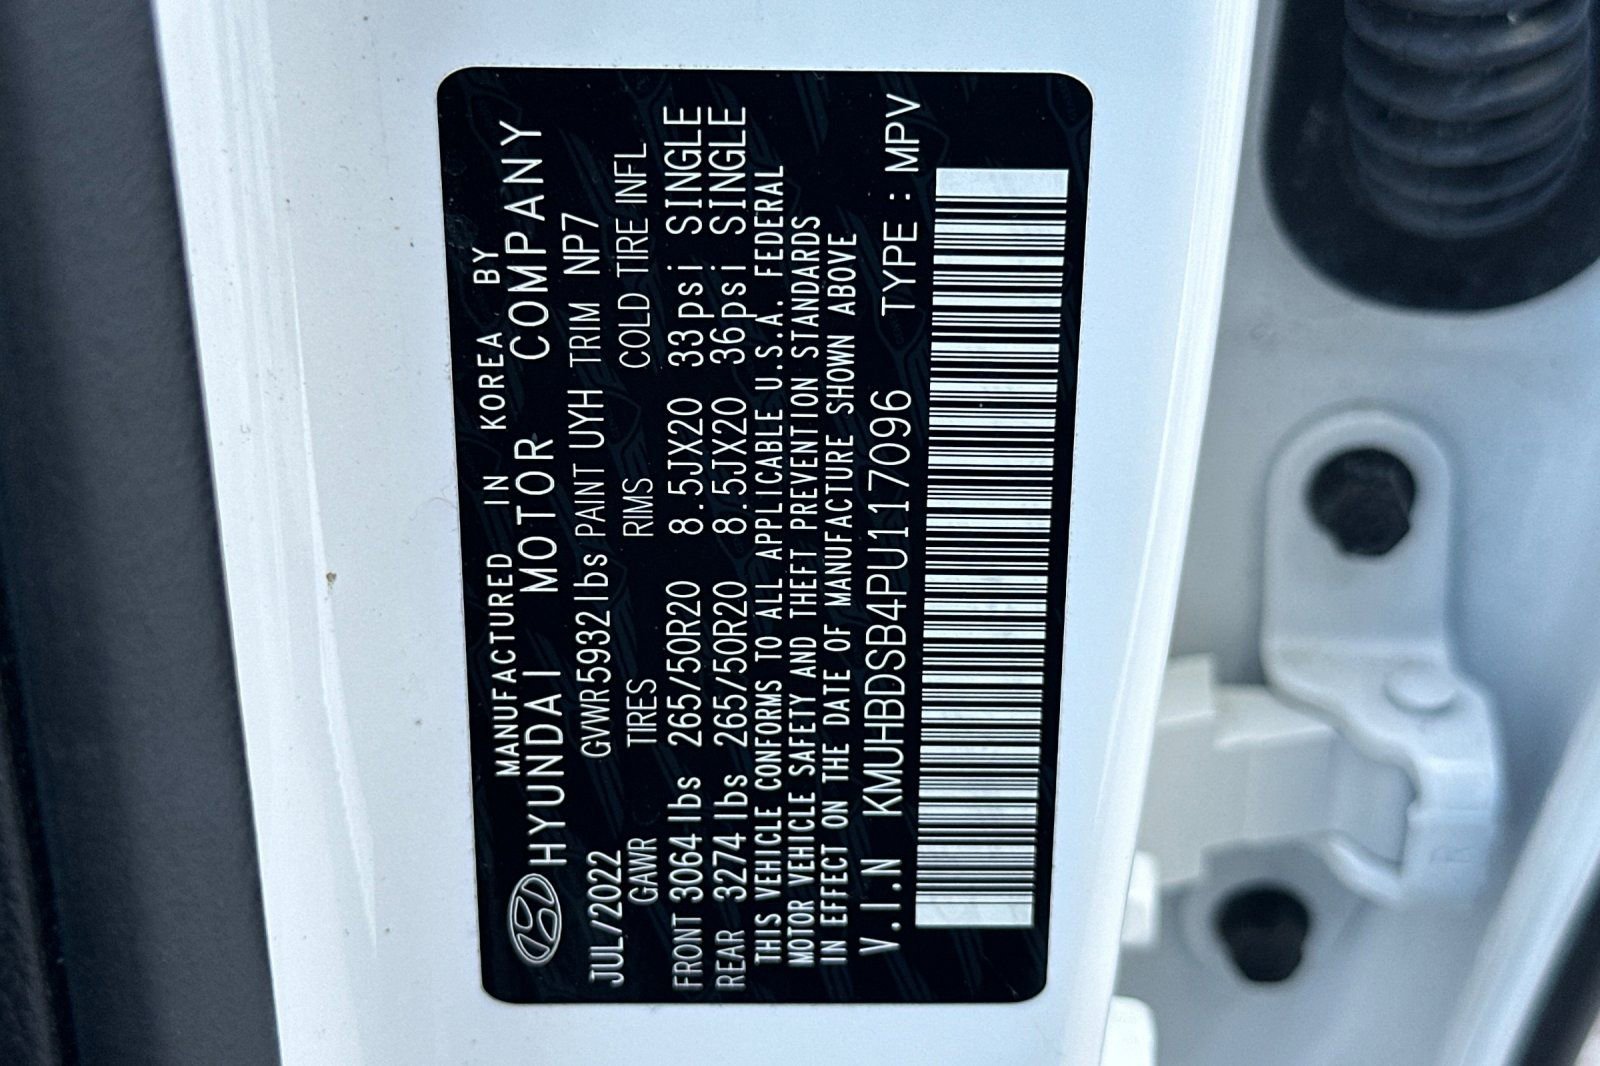 MANUFACTURED IN KOREA BY
HYUNDAI MOTOR COMPANY
JUL/2022 GVWR5932lbs PAINT UYH TRIM NP7
GAWR TIRES RIMS COLD TIRE INFL
FRONT 3064lbs 265/50R20 8.5JX20 33psi SINGLE
REAR 3274lbs 265/50R20 8.5JX20 36psi SINGLE
THIS VEHICLE CONFORMS TO ALL APPLICABLE U.S.A. FEDERAL
MOTOR VEHICLE SAFETY AND THEFT PREVENTION STANDARDS
IN EFFECT ON THE DATE OF MANUFACTURE SHOWN ABOVE
V.I.N KMUHBDSB4PU117096 TYPE : MPV
R